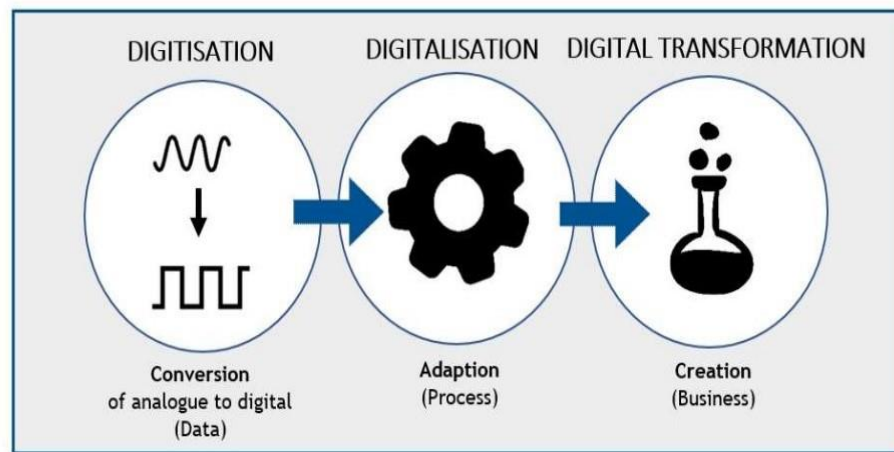 DIGITISATION
DIGITALISATION
DIGITAL TRANSFORMATION
Conversion
of analogue to digital
(Data)
Adaption
(Process)
Creation
(Business)